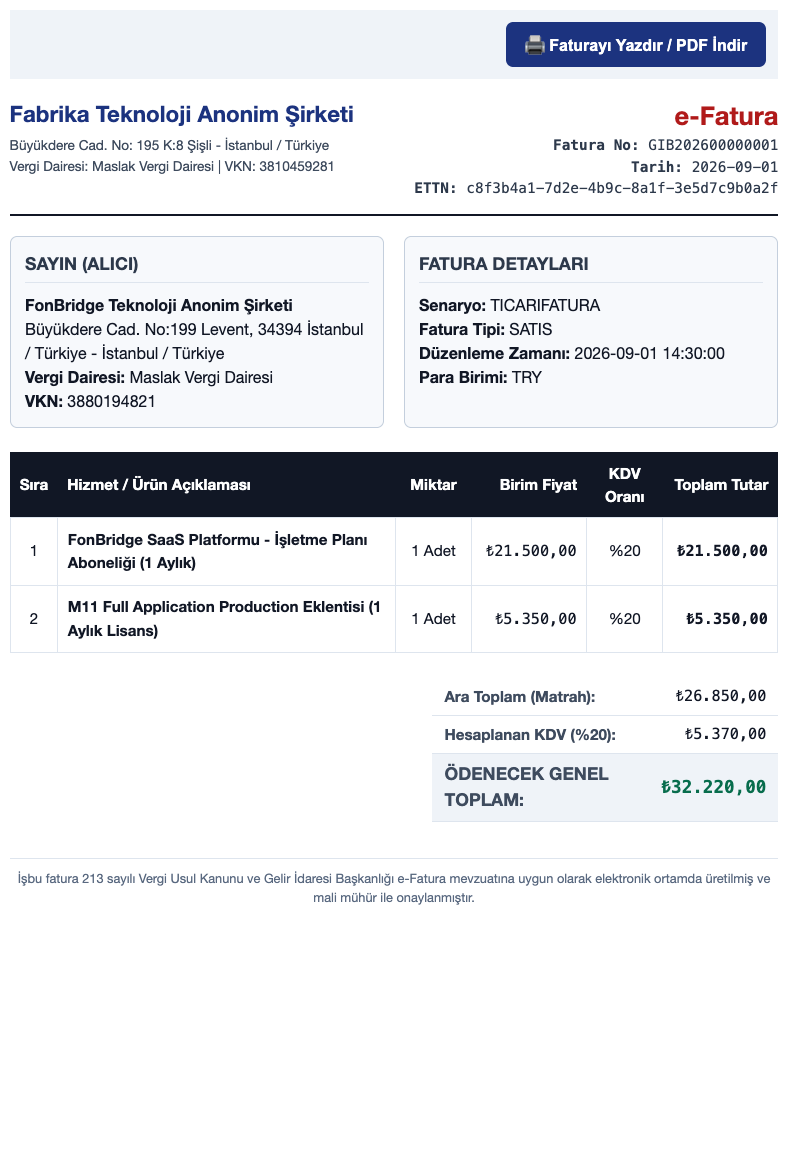 🖨️ Faturayı Yazdır / PDF İndir
Fabrika Teknoloji Anonim Şirketi
Büyükdere Cad. No: 195 K:8 Şişli - İstanbul / Türkiye
Vergi Dairesi: Maslak Vergi Dairesi | VKN: 3810459281
e-Fatura
Fatura No: GIB202600000001
Tarih: 2026-09-01
ETTN: c8f3b4a1-7d2e-4b9c-8a1f-3e5d7c9b0a2f
SAYIN (ALICI)
FonBridge Teknoloji Anonim Şirketi
Büyükdere Cad. No:199 Levent, 34394 İstanbul
/ Türkiye - İstanbul / Türkiye
Vergi Dairesi: Maslak Vergi Dairesi
VKN: 3880194821
FATURA DETAYLARI
Senaryo: TICARIFATURA
Fatura Tipi: SATIS
Düzenleme Zamanı: 2026-09-01 14:30:00
Para Birimi: TRY
Sıra Hizmet / Ürün Açıklaması Miktar Birim Fiyat KDV Oranı Toplam Tutar
1 FonBridge SaaS Platformu - İşletme Planı Aboneliği (1 Aylık) 1 Adet ₺21.500,00 %20 ₺21.500,00
2 M11 Full Application Production Eklentisi (1 Aylık Lisans) 1 Adet ₺5.350,00 %20 ₺5.350,00
Ara Toplam (Matrah): ₺26.850,00
Hesaplanan KDV (%20): ₺5.370,00
ÖDENECEK GENEL TOPLAM: ₺32.220,00
İşbu fatura 213 sayılı Vergi Usul Kanunu ve Gelir İdaresi Başkanlığı e-Fatura mevzuatına uygun olarak elektronik ortamda üretilmiş ve
mali mühür ile onaylanmıştır.